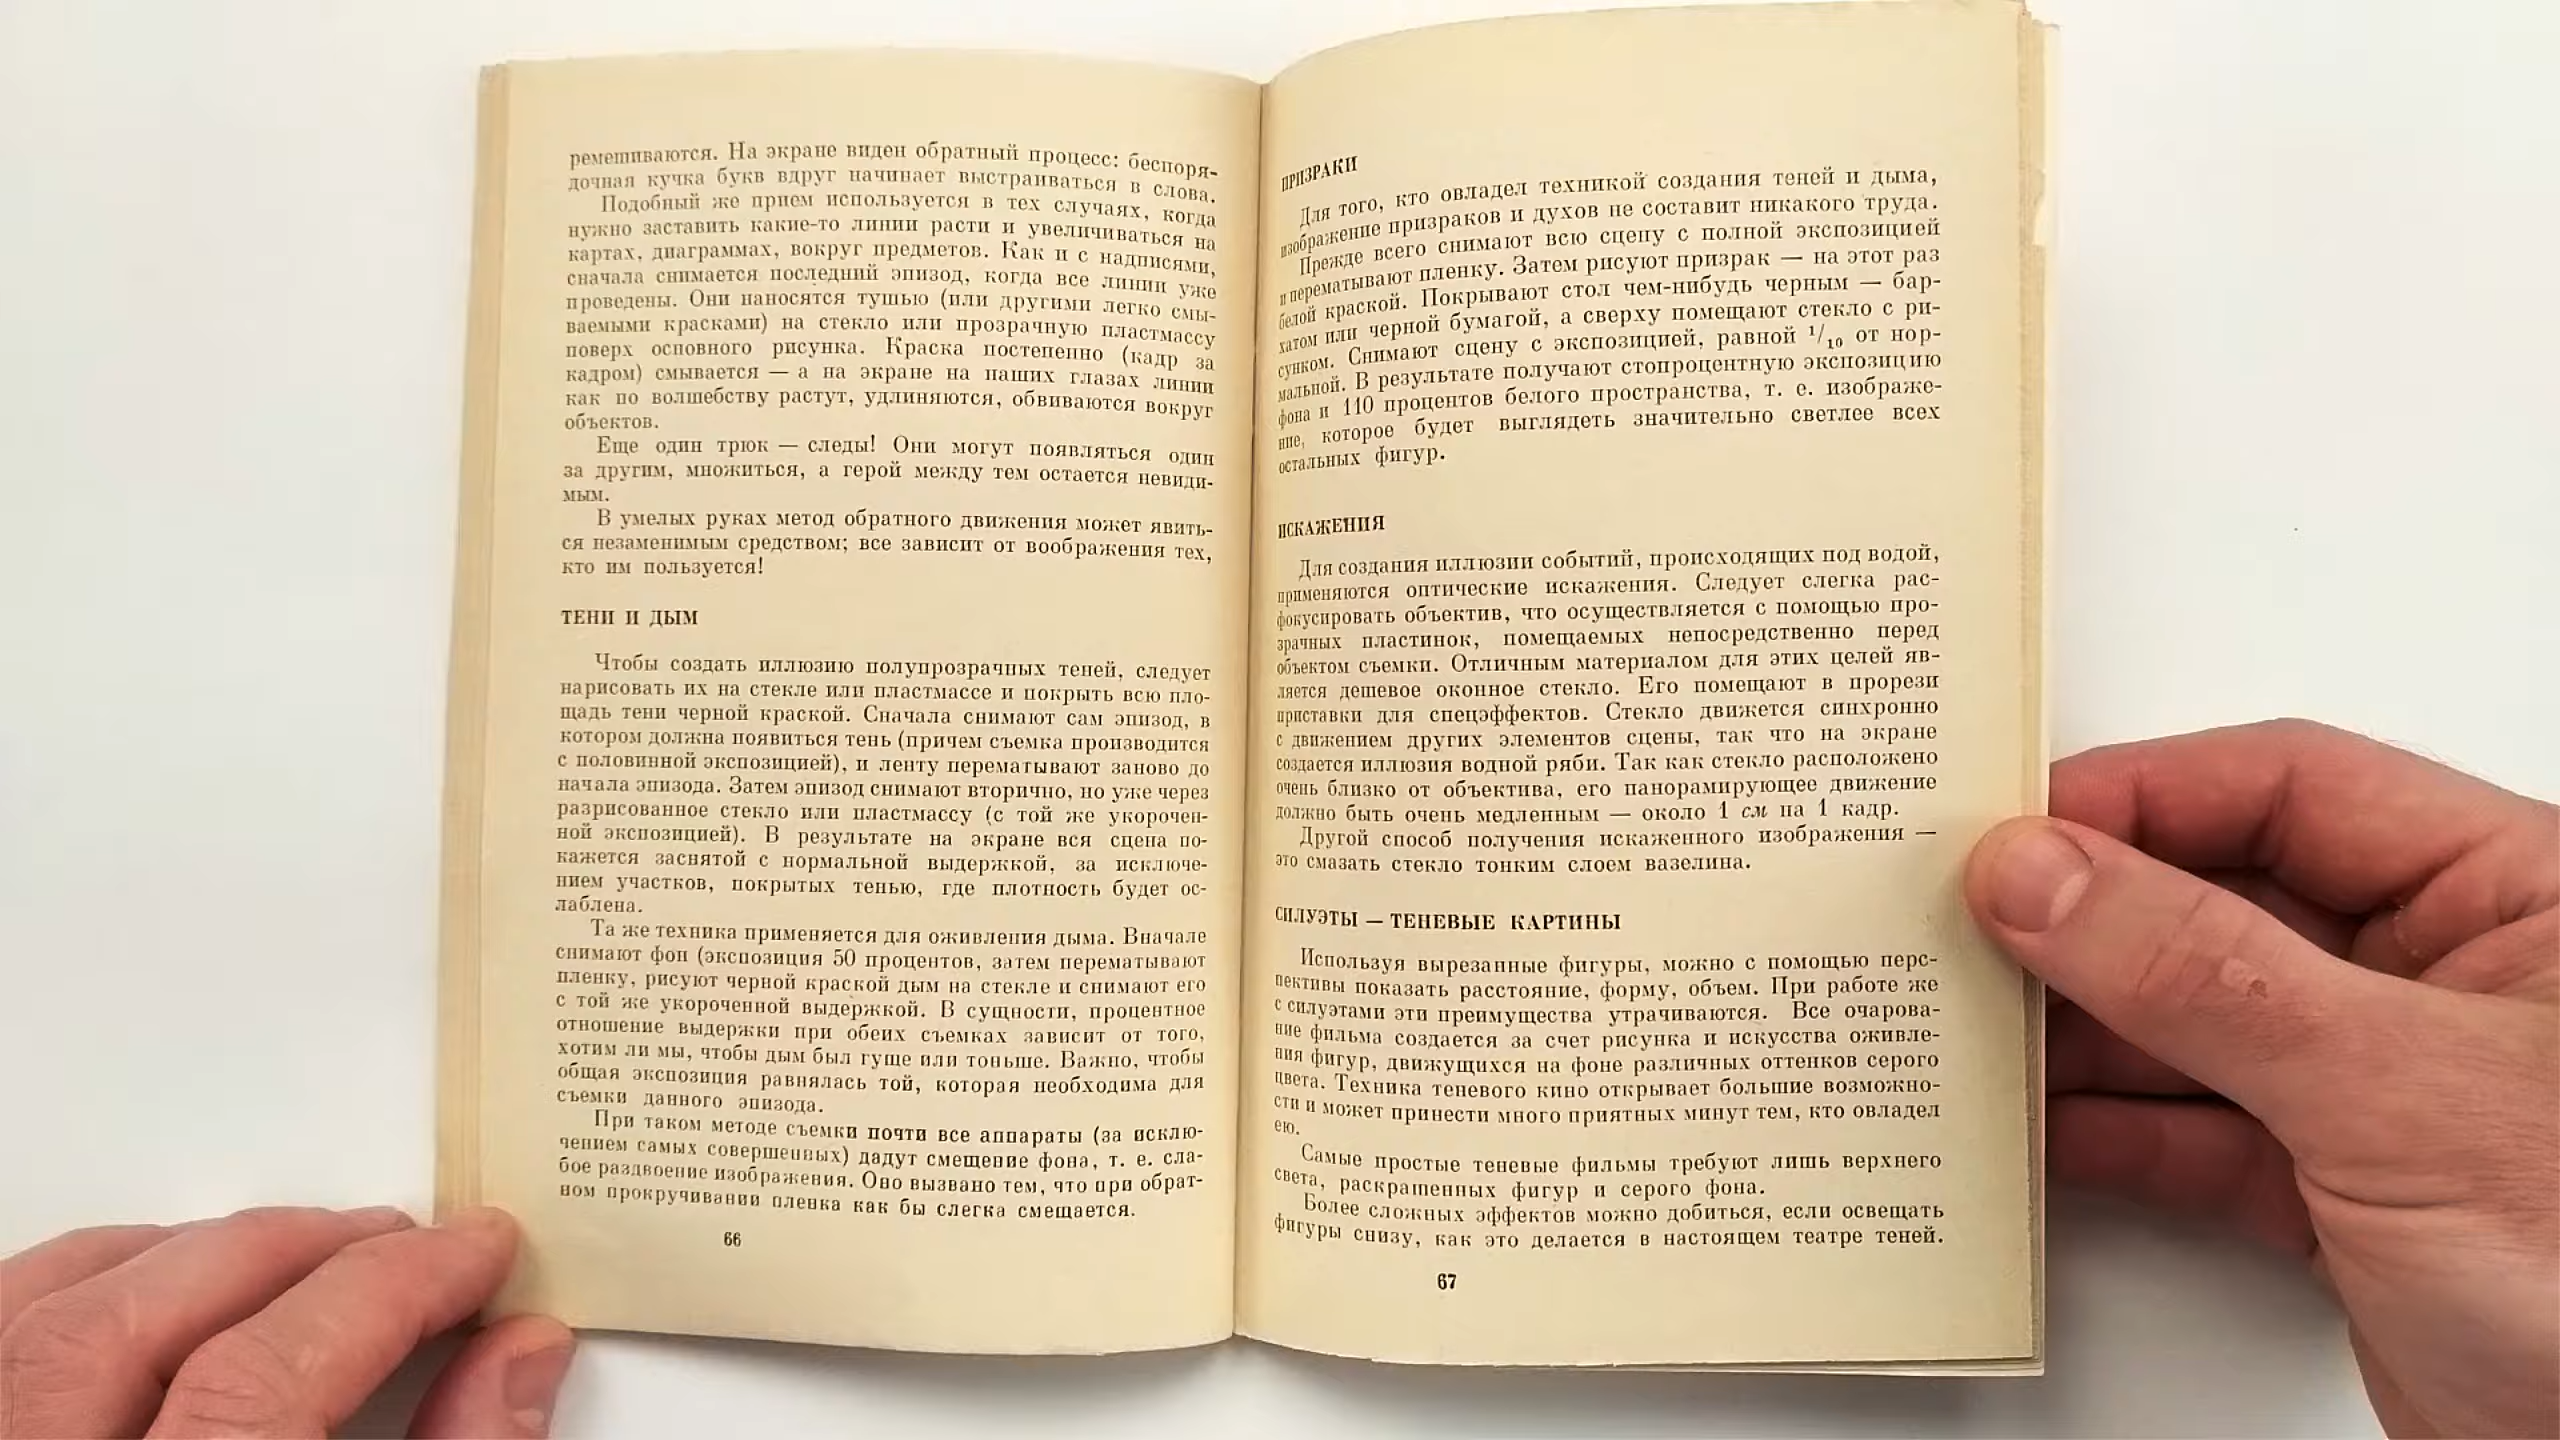 ремешиваются. На экране виден обратный процесс: беспоря-
дочная кучка букв вдруг начинает выстраиваться в слова.
Подобный же прием используется в тех случаях, когда
нужно заставить какие-то линии расти и увеличиваться на
картах, диаграммах, вокруг предметов. Как и с надписями,
сначала снимается последний эпизод, когда все линии уже
проведены. Они наносятся тушью (или другими легко смы-
ваемыми красками) на стекло или прозрачную пластмассу
поверх основного рисунка. Краска постепенно (кадр за
кадром) смывается — а на экране на наших глазах линии
как по волшебству растут, удлиняются, обвиваются вокруг
объектов.
Еще один трюк — следы! Они могут появляться один
за другим, множиться, а герой между тем остается невиди-
мым.
В умелых руках метод обратного движения может явить-
ся незаменимым средством; все зависит от воображения тех,
кто им пользуется!
ТЕНИ И ДЫМ
Чтобы создать иллюзию полупрозрачных теней, следует
нарисовать их на стекле или пластмассе и покрыть всю пло-
щадь тени черной краской. Сначала снимают сам эпизод, в
котором должна появиться тень (причем съемка производится
с половинной экспозицией), и ленту перематывают заново до
начала эпизода. Затем эпизод снимают вторично, но уже через
разрисованное стекло или пластмассу (с той же укорочен-
ной экспозицией). В результате на экране вся сцена по-
кажется заснятой с нормальной выдержкой, за исключе-
нием участков, покрытых тенью, где плотность будет ос-
лаблена.
Та же техника применяется для оживления дыма. Вначале
снимают фон (экспозиция 50 процентов, затем перематывают
пленку, рисуют черной краской дым на стекле и снимают его
с той же укороченной выдержкой. В сущности, процентное
отношение выдержки при обеих съемках зависит от того,
хотим ли мы, чтобы дым был гуще или тоньше. Важно, чтобы
общая экспозиция равнялась той, которая необходима для
съемки данного эпизода.
При таком методе съемки почти все аппараты (за исклю-
чением самых совершенных) дадут смещение фона, т. е. сла-
бое раздвоение изображения. Оно вызвано тем, что при обрат-
ном прокручивании пленка как бы слегка смещается.
66
ПРИЗРАКИ
Для того, кто овладел техникой создания теней и дыма,
изображение призраков и духов не составит никакого труда.
Прежде всего снимают всю сцену с полной экспозицией
и перематывают пленку. Затем рисуют призрак — на этот раз
белой краской. Покрывают стол чем-нибудь черным — бар-
хатом или черной бумагой, а сверху помещают стекло с ри-
сунком. Снимают сцену с экспозицией, равной 1/10 от нор-
мальной. В результате получают стопроцентную экспозицию
фона и 110 процентов белого пространства, т. е. изображе-
ние, которое будет выглядеть значительно светлее всех
остальных фигур.
ИСКАЖЕНИЯ
Для создания иллюзии событий, происходящих под водой,
применяются оптические искажения. Следует слегка рас-
фокусировать объектив, что осуществляется с помощью про-
зрачных пластинок, помещаемых непосредственно перед
объектом съемки. Отличным материалом для этих целей яв-
ляется дешевое оконное стекло. Его помещают в прорези
приставки для спецэффектов. Стекло движется синхронно
с движением других элементов сцены, так что на экране
создается иллюзия водной ряби. Так как стекло расположено
очень близко от объектива, его панорамирующее движение
должно быть очень медленным — около 1 см на 1 кадр.
Другой способ получения искаженного изображения —
это смазать стекло тонким слоем вазелина.
СИЛУЭТЫ — ТЕНЕВЫЕ КАРТИНЫ
Используя вырезанные фигуры, можно с помощью перс-
пективы показать расстояние, форму, объем. При работе же
с силуэтами эти преимущества утрачиваются. Все очарова-
ние фильма создается за счет рисунка и искусства оживле-
ния фигур, движущихся на фоне различных оттенков серого
цвета. Техника теневого кино открывает большие возможно-
сти и может принести много приятных минут тем, кто овладел
ею.
Самые простые теневые фильмы требуют лишь верхнего
света, раскрашенных фигур и серого фона.
Более сложных эффектов можно добиться, если освещать
фигуры снизу, как это делается в настоящем театре теней.
67